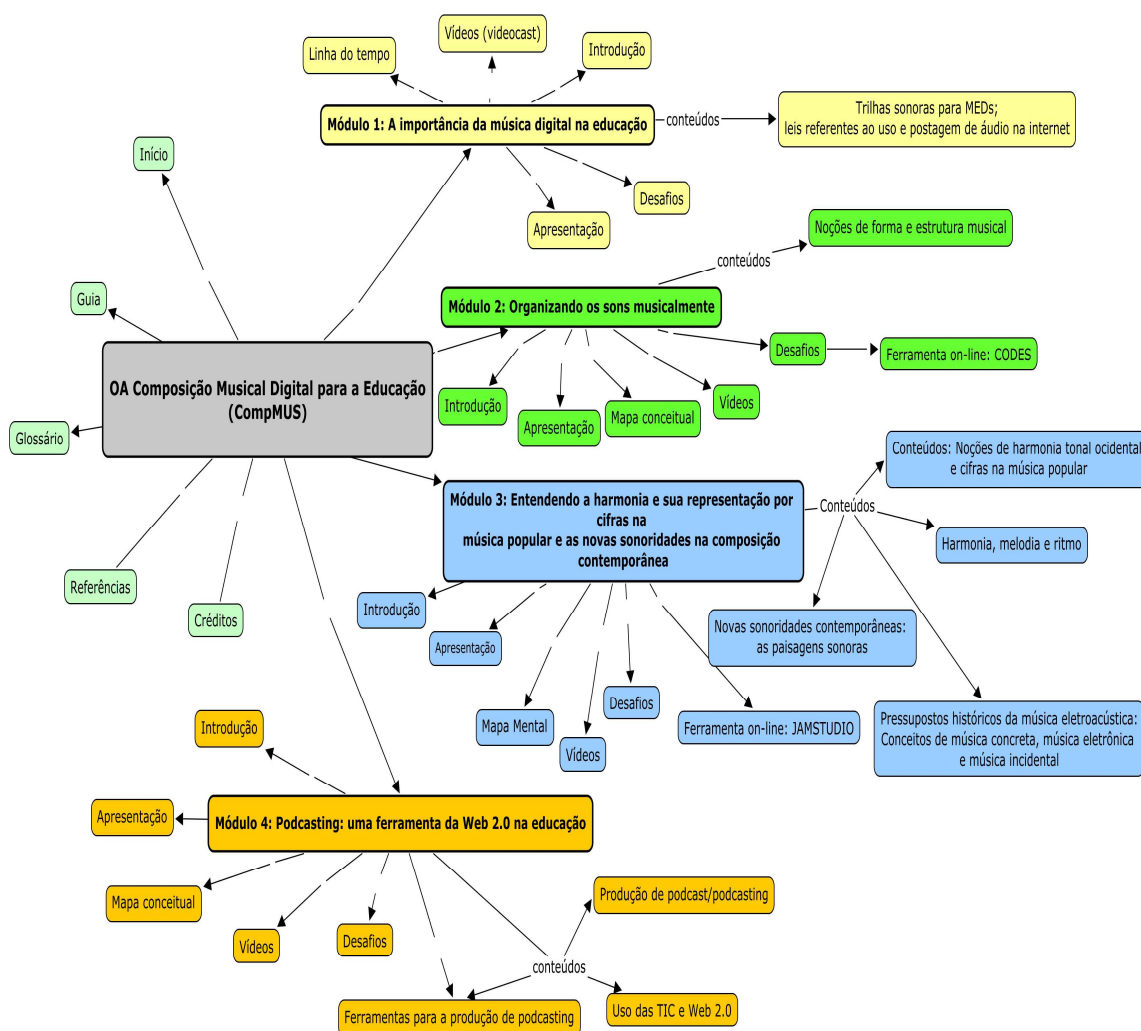 Vídeos (videocast)
Linha do tempo
Introdução
Módulo 1: A importância da música digital na educação
conteúdos
Trilhas sonoras para MEDs;
leis referentes ao uso e postagem de áudio na internet
Início
Desafios
Apresentação
Noções de forma e estrutura musical
conteúdos
Guia
Módulo 2: Organizando os sons musicalmente
Desafios
Ferramenta on-line: CODES
OA Composição Musical Digital para a Educação
(CompMUS)
Introdução
Apresentação
Mapa conceitual
Vídeos
Glossário
Conteúdos: Noções de harmonia tonal ocidental
e cifras na música popular
Módulo 3: Entendendo a harmonia e sua representação por
cifras na
música popular e as novas sonoridades na composição
contemporânea
Conteúdos
Harmonia, melodia e ritmo
Referências
Créditos
Introdução
Apresentação
Novas sonoridades contemporâneas:
as paisagens sonoras
Mapa Mental
Vídeos
Desafios
Ferramenta on-line: JAMSTUDIO
Pressupostos históricos da música eletroacústica:
Conceitos de música concreta, música eletrônica
e música incidental
Introdução
Apresentação
Módulo 4: Podcasting: uma ferramenta da Web 2.0 na educação
Mapa conceitual
Vídeos
Desafios
Produção de podcast/podcasting
conteúdos
Ferramentas para a produção de podcasting
Uso das TIC e Web 2.0